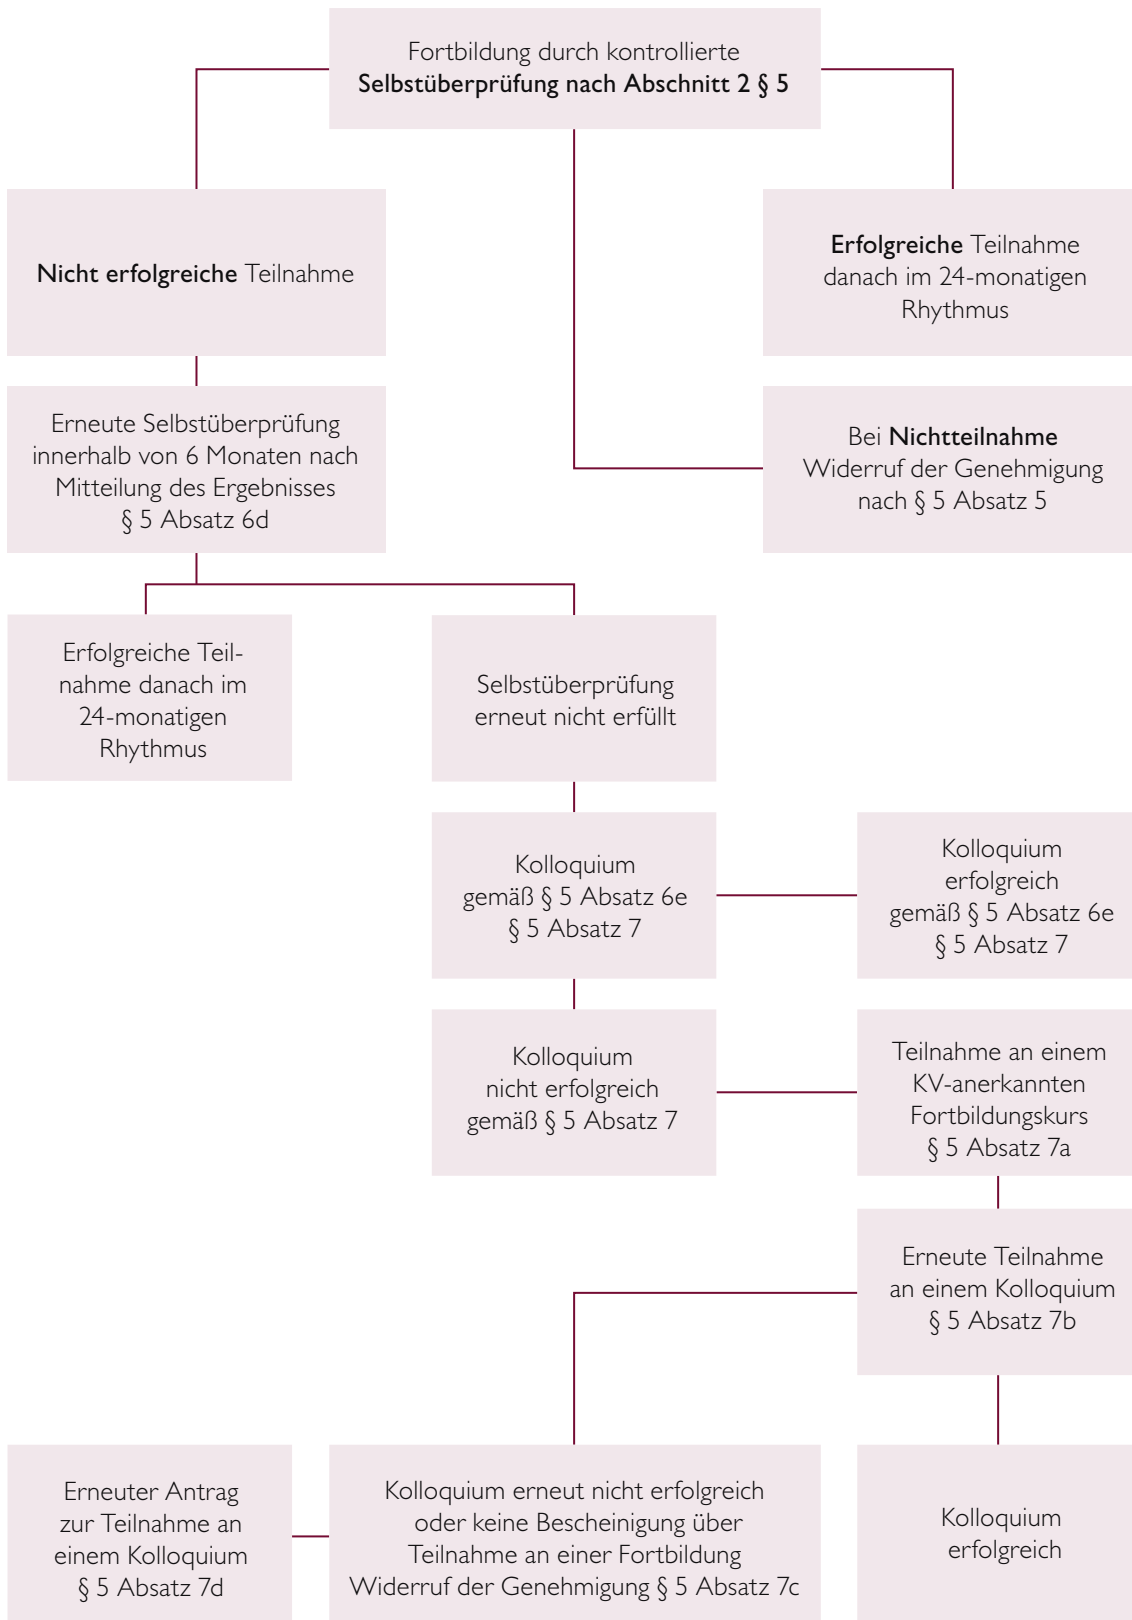 Fortbildung durch kontrollierte
Selbstüberprüfung nach Abschnitt 2 § 5
Nicht erfolgreiche Teilnahme
Erfolgreiche Teilnahme
danach im 24-monatigen
Rhythmus
Erneute Selbstüberprüfung
innerhalb von 6 Monaten nach
Mitteilung des Ergebnisses
§ 5 Absatz 6d
Bei Nichtteilnahme
Widerruf der Genehmigung
nach § 5 Absatz 5
Erfolgreiche Teil-
nahme danach im
24-monatigen
Rhythmus
Selbstüberprüfung
erneut nicht erfüllt
Kolloquium
gemäß § 5 Absatz 6e
§ 5 Absatz 7
Kolloquium
erfolgreich
gemäß § 5 Absatz 6e
§ 5 Absatz 7
Kolloquium
nicht erfolgreich
gemäß § 5 Absatz 7
Teilnahme an einem
KV-anerkannten
Fortbildungskurs
§ 5 Absatz 7a
Erneute Teilnahme
an einem Kolloquium
§ 5 Absatz 7b
Erneuter Antrag
zur Teilnahme an
einem Kolloquium
§ 5 Absatz 7d
Kolloquium erneut nicht erfolgreich
oder keine Bescheinigung über
Teilnahme an einer Fortbildung
Widerruf der Genehmigung § 5 Absatz 7c
Kolloquium
erfolgreich